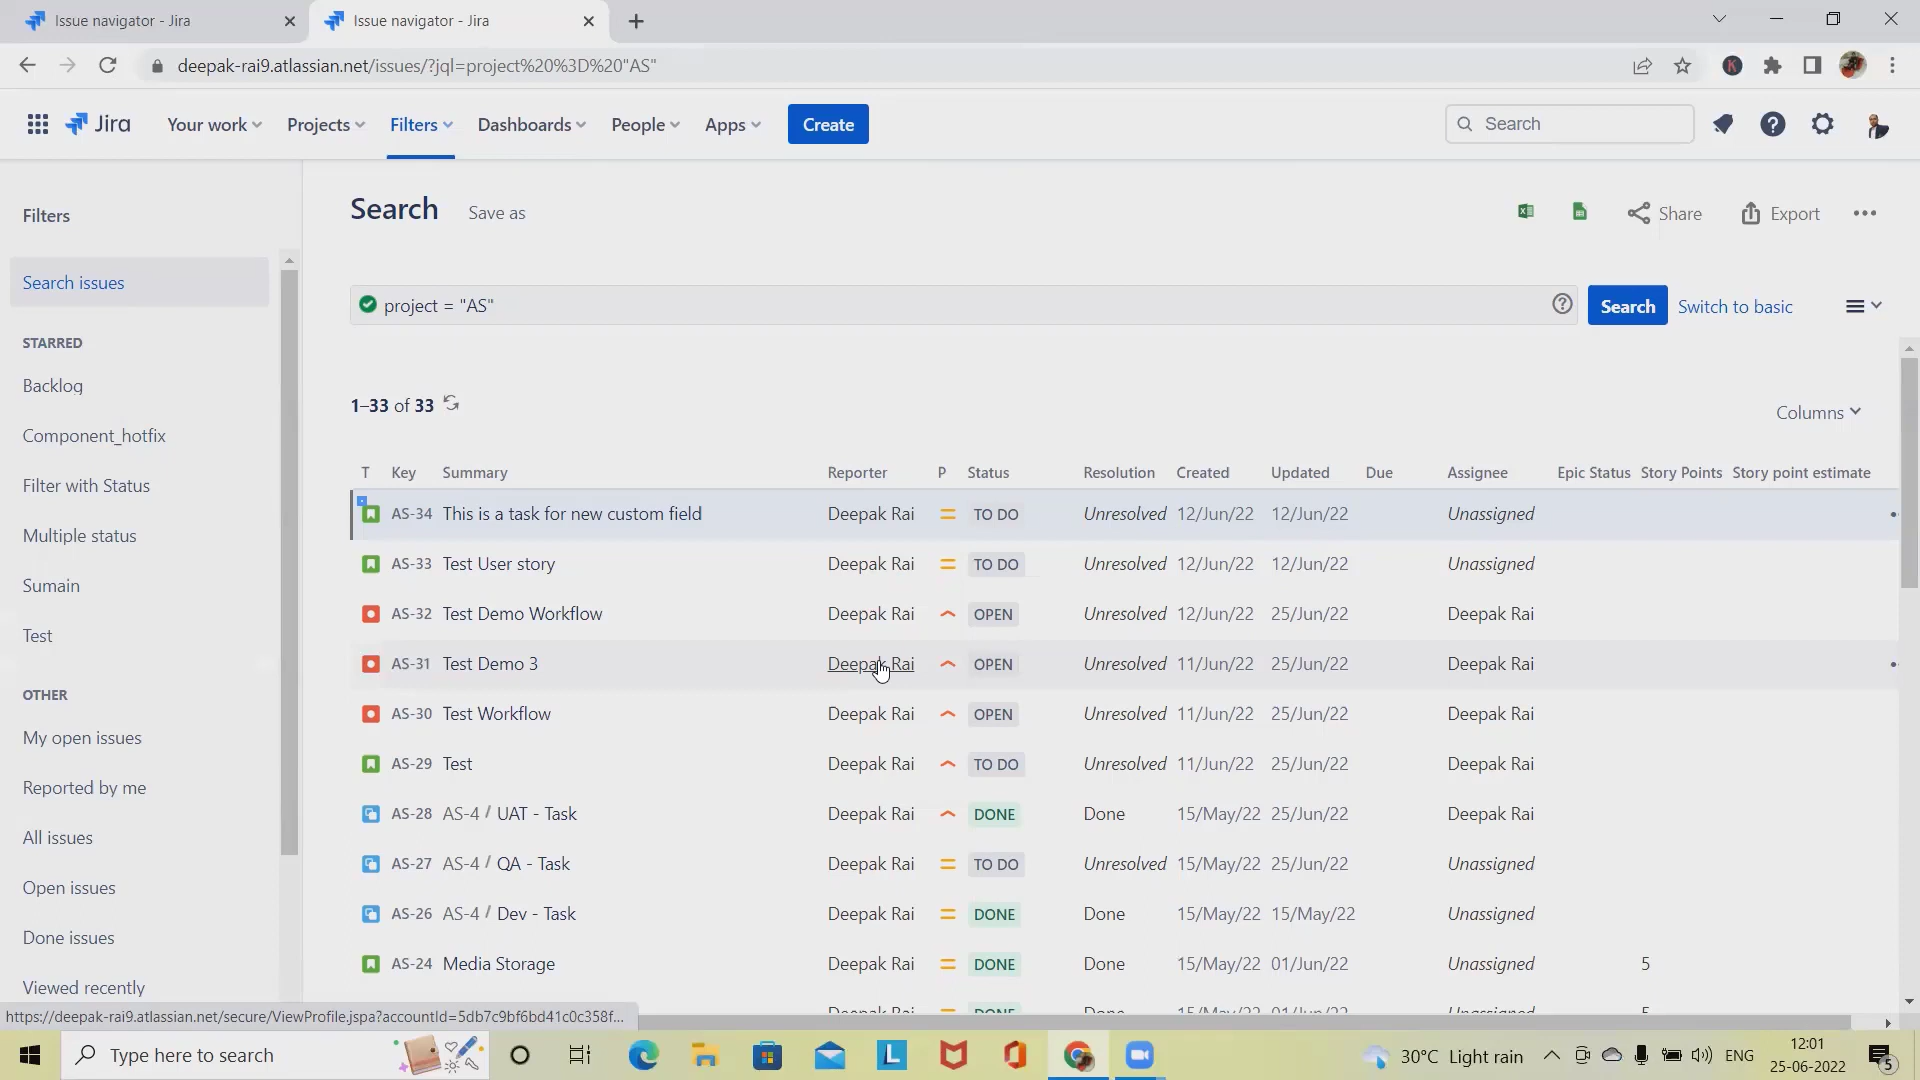 Issue navigator - Jira
Issue navigator - Jira
deepak-rai9.atlassian.net/issues/?jql=project%20%3D%20"AS"
Jira Your work Projects Filters Dashboards People Apps Create Search
Filters
Search issues
STARRED
Backlog
Component_hotfix
Filter with Status
Multiple status
Sumain
Test
OTHER
My open issues
Reported by me
All issues
Open issues
Done issues
Viewed recently
Search Save as Share Export
project = "AS" Search Switch to basic
1–33 of 33 Columns
T Key Summary Reporter P Status Resolution Created Updated Due Assignee Epic Status Story Points Story point estimate
AS-34 This is a task for new custom field Deepak Rai TO DO Unresolved 12/Jun/22 12/Jun/22 Unassigned
AS-33 Test User story Deepak Rai TO DO Unresolved 12/Jun/22 12/Jun/22 Unassigned
AS-32 Test Demo Workflow Deepak Rai OPEN Unresolved 12/Jun/22 25/Jun/22 Deepak Rai
AS-31 Test Demo 3 Deepak Rai OPEN Unresolved 11/Jun/22 25/Jun/22 Deepak Rai
AS-30 Test Workflow Deepak Rai OPEN Unresolved 11/Jun/22 25/Jun/22 Deepak Rai
AS-29 Test Deepak Rai TO DO Unresolved 11/Jun/22 25/Jun/22 Deepak Rai
AS-28 AS-4 / UAT - Task Deepak Rai DONE Done 15/May/22 25/Jun/22 Deepak Rai
AS-27 AS-4 / QA - Task Deepak Rai TO DO Unresolved 15/May/22 25/Jun/22 Unassigned
AS-26 AS-4 / Dev - Task Deepak Rai DONE Done 15/May/22 15/May/22 Unassigned
AS-24 Media Storage Deepak Rai DONE Done 15/May/22 01/Jun/22 Unassigned 5
https://deepak-rai9.atlassian.net/secure/ViewProfile.jspa?accountId=5db7c9bf6bd41c0c358f...
Type here to search
30°C Light rain
ENG
12:01
25-06-2022
5